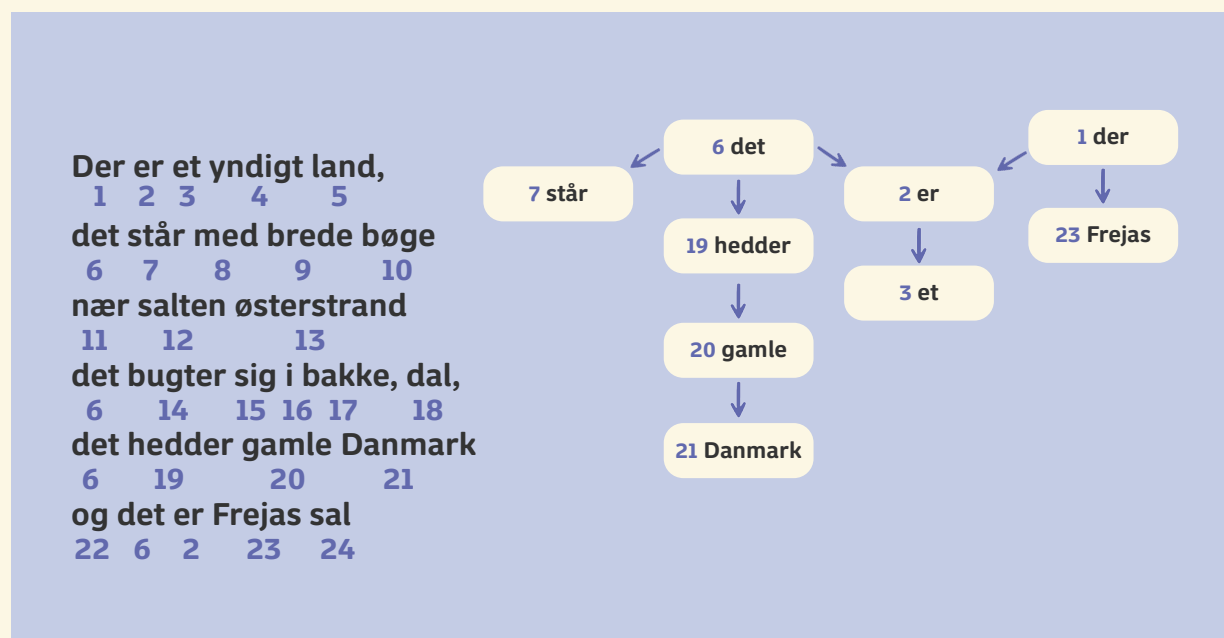 Der er et yndigt land,
1 2 3 4 5
det står med brede bøge
6 7 8 9 10
nær salten østerstrand
11 12 13
det bugter sig i bakke, dal,
6 14 15 16 17 18
det hedder gamle Danmark
6 19 20 21
og det er Frejas sal
22 6 2 23 24
6 det
1 der
7 står
2 er
19 hedder
23 Frejas
3 et
20 gamle
21 Danmark